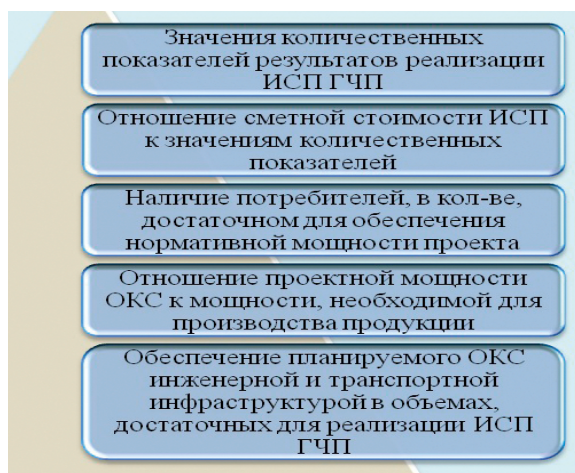 Значения количественных
показателей результатов реализации
ИСП ГЧП
Отношение сметной стоимости ИСП
к значениям количественных
показателей
Наличие потребителей, в кол-ве,
достаточном для обеспечения
нормативной мощности проекта
Отношение проектной мощности
ОКС к мощности, необходимой для
производства продукции
Обеспечение планируемого ОКС
инженерной и транспортной
инфраструктурой в объемах,
достаточных для реализации ИСП
ГЧП